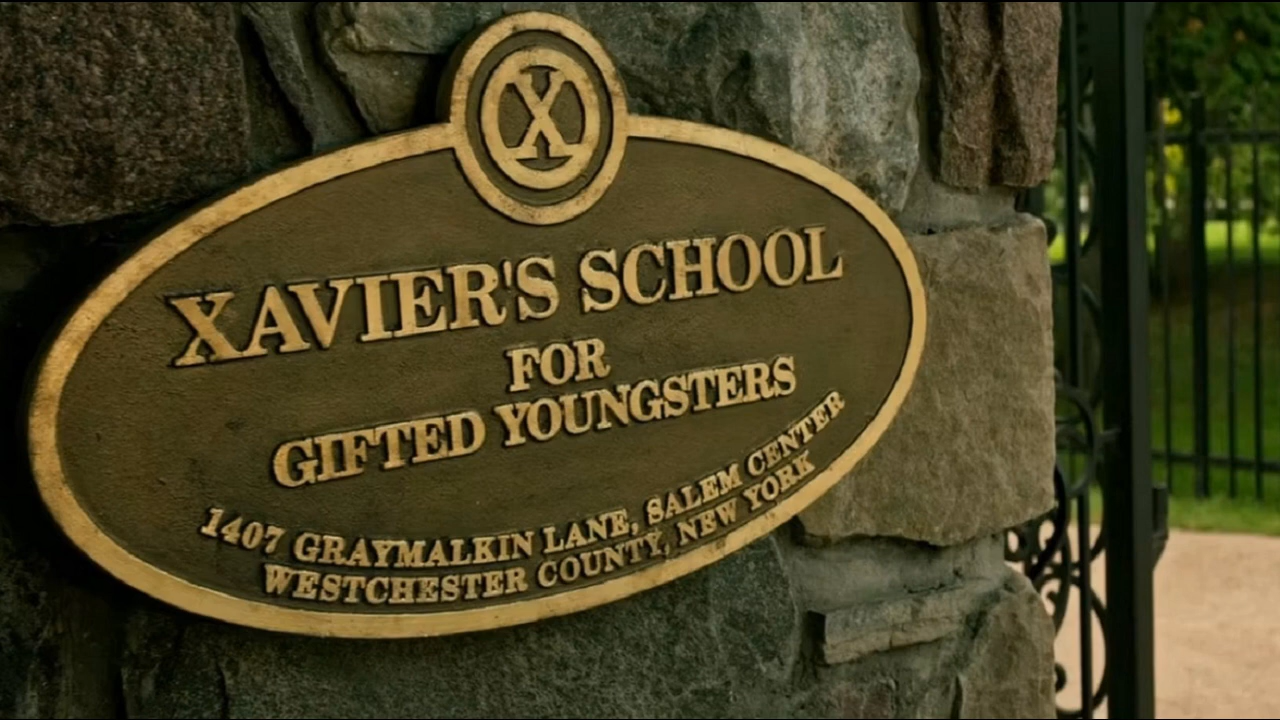 X
XAVIER'S SCHOOL
FOR
GIFTED YOUNGSTERS
1407 GRAYMALKIN LANE, SALEM CENTER
WESTCHESTER COUNTY, NEW YORK